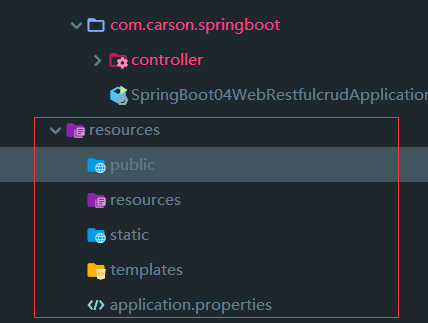 com.carson.springboot
controller
SpringBoot04WebRestfulcrudApplication
resources
public
resources
static
templates
application.properties